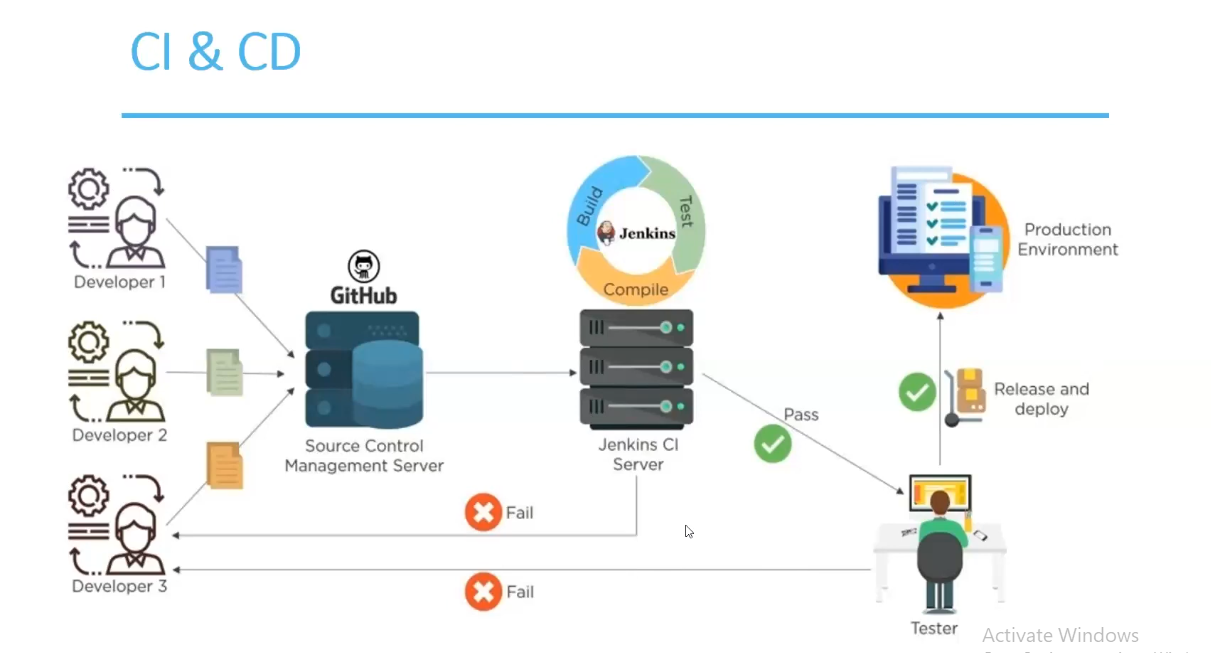 CI & CD
Developer 1
Developer 2
Developer 3
GitHub
Source Control
Management Server
Build
Test
Compile
Jenkins
Jenkins CI
Server
Pass
Fail
Fail
Production
Environment
Release and
deploy
Tester
Activate Windows